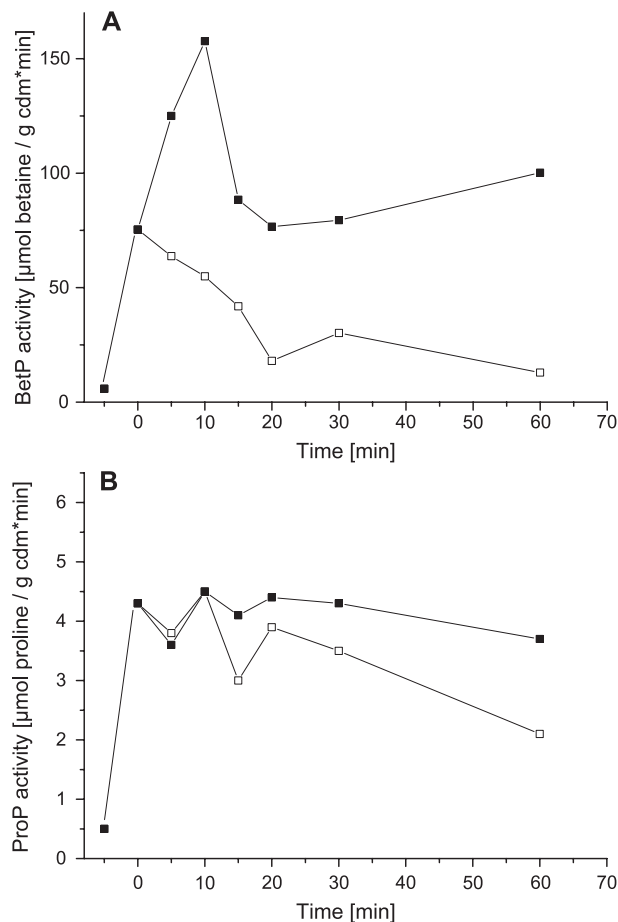 A
BetP activity [µmol betaine / g cdm*min]
150
100
50
0
0 10 20 30 40 50 60 70
Time [min]
B
ProP activity [µmol proline / g cdm*min]
6
5
4
3
2
1
0
0 10 20 30 40 50 60 70
Time [min]